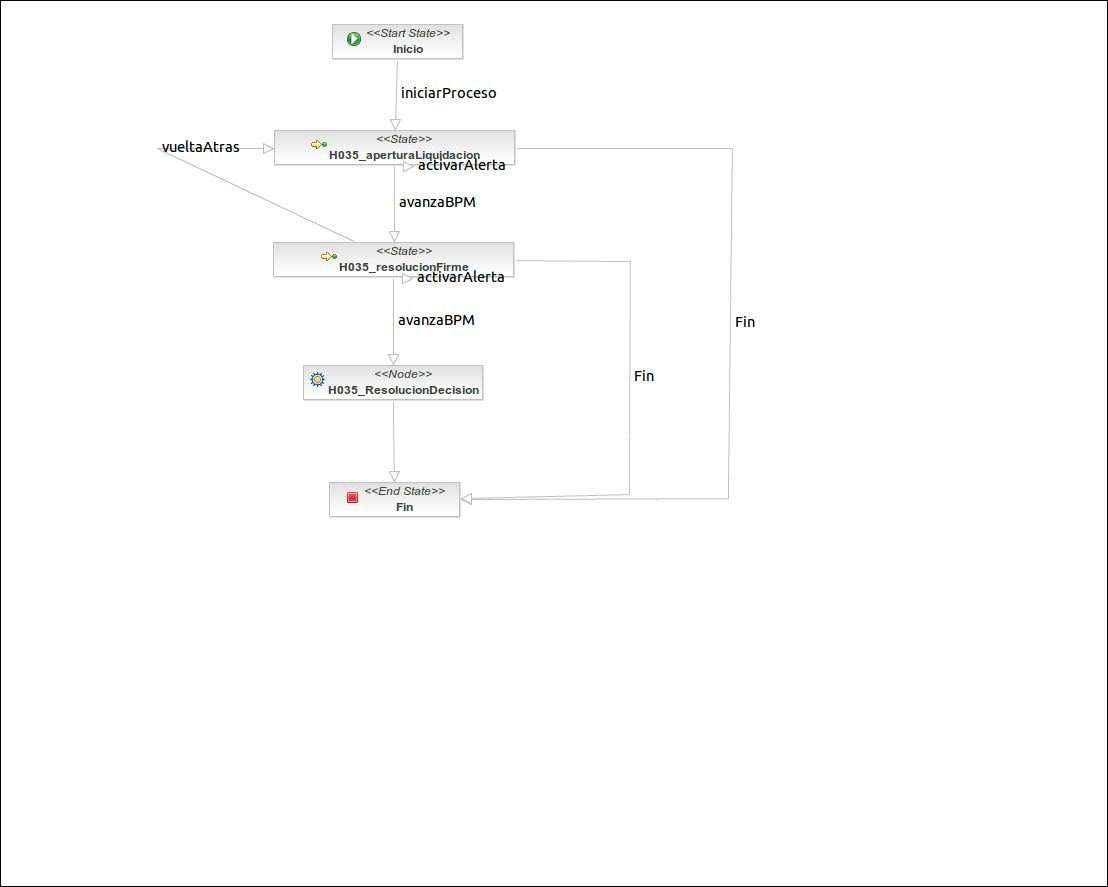 <<Start State>>
Inicio
iniciarProceso
<<State>>
vueltaAtras
H035_aperturaLiquidacion
activarAlerta
avanzaBPM
<<State>>
H035_resolucionFirme
activarAlerta
avanzaBPM
Fin
<<Node>>
Fin
H035_ResolucionDecision
<<End State>>
Fin